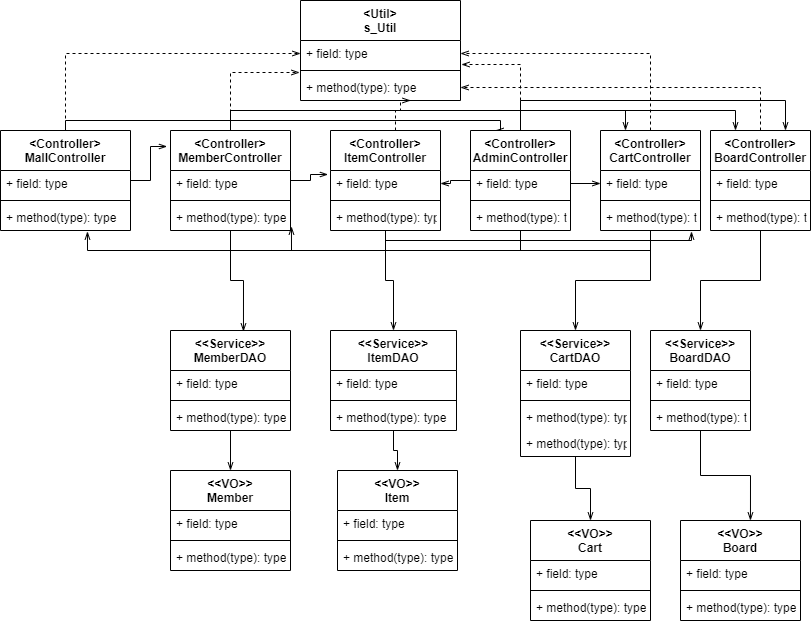 <Util>
s_Util
+ field: type
+ method(type): type
<Controller>
MallController
+ field: type
+ method(type): type
<Controller>
MemberController
+ field: type
+ method(type): type
<Controller>
ItemController
+ field: type
+ method(type): typ
<Controller>
AdminController
+ field: type
+ method(type): t
<Controller>
CartController
+ field: type
+ method(type): t
<Controller>
BoardController
+ field: type
+ method(type): t
<<Service>>
MemberDAO
+ field: type
+ method(type): type
<<Service>>
ItemDAO
+ field: type
+ method(type): type
<<Service>>
CartDAO
+ field: type
+ method(type): typ
+ method(type): typ
<<Service>>
BoardDAO
+ field: type
+ method(type): t
<<VO>>
Member
+ field: type
+ method(type): type
<<VO>>
Item
+ field: type
+ method(type): type
<<VO>>
Cart
+ field: type
+ method(type): type
<<VO>>
Board
+ field: type
+ method(type): type